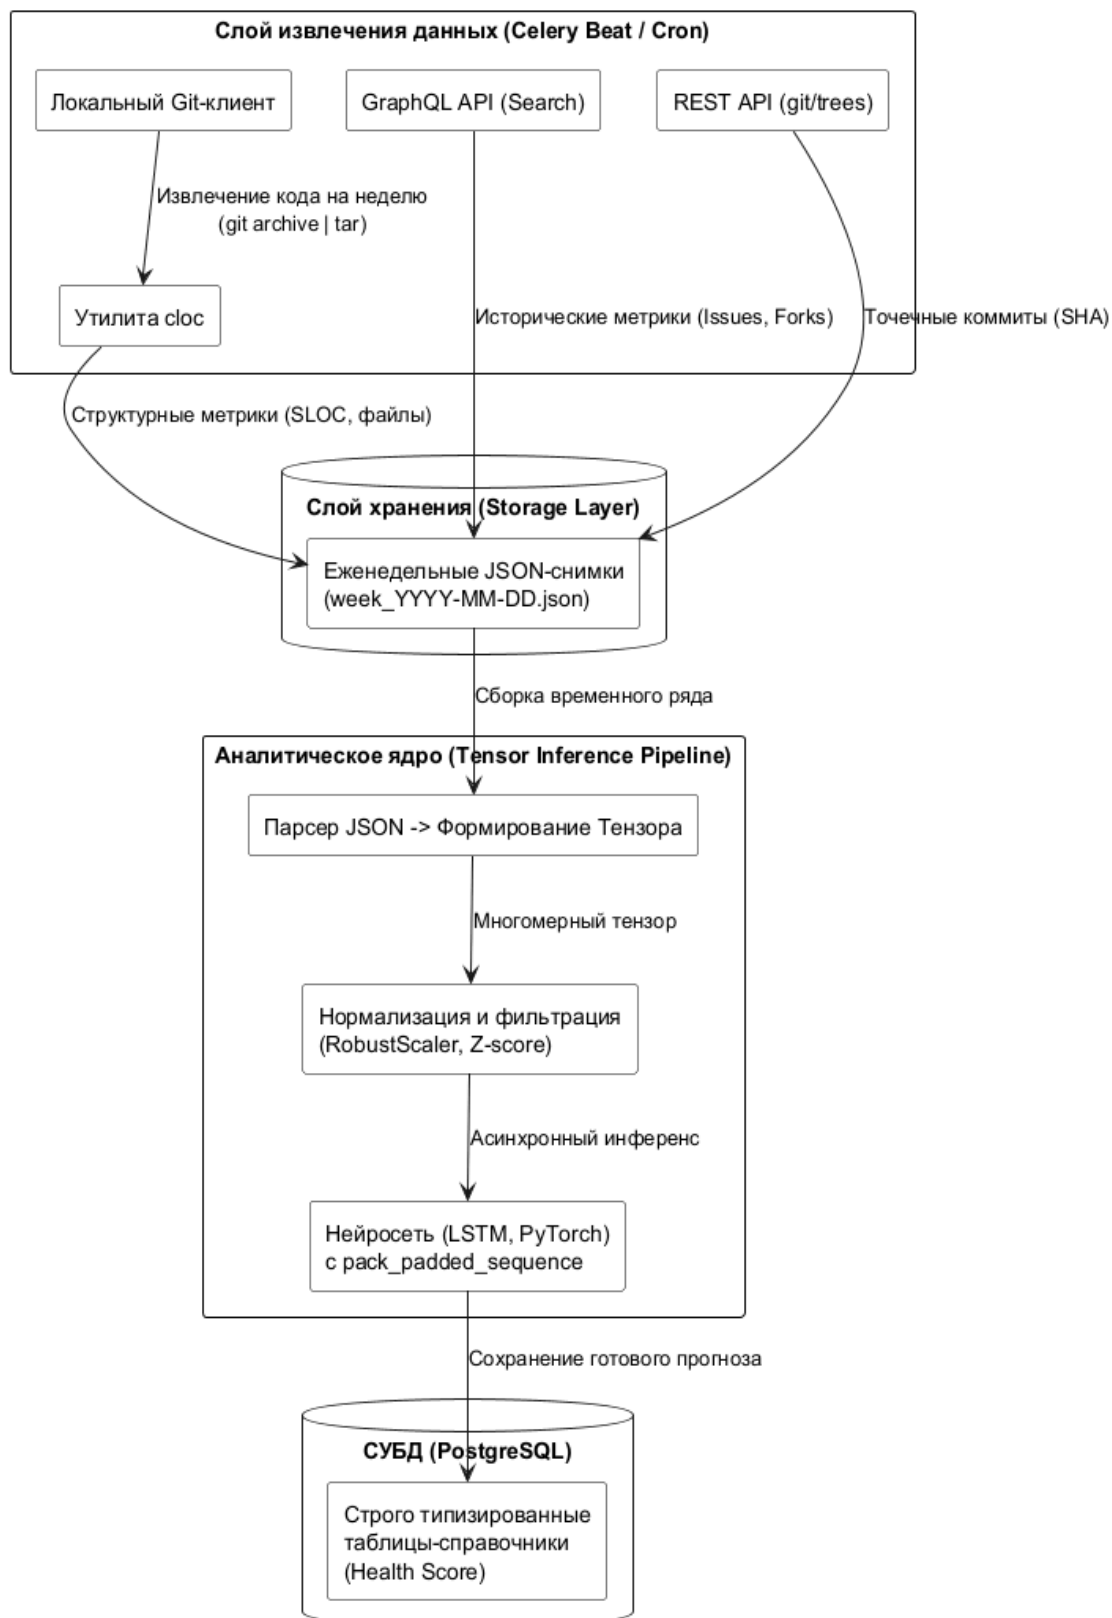 Слой извлечения данных (Celery Beat / Cron)
Локальный Git-клиент
GraphQL API (Search)
REST API (git/trees)
Извлечение кода на неделю
(git archive | tar)
Утилита cloc
Исторические метрики (Issues, Forks)
Точечные коммиты (SHA)
Структурные метрики (SLOC, файлы)
Слой хранения (Storage Layer)
Еженедельные JSON-снимки
(week_YYYY-MM-DD.json)
Сборка временного ряда
Аналитическое ядро (Tensor Inference Pipeline)
Парсер JSON -> Формирование Тензора
Многомерный тензор
Нормализация и фильтрация
(RobustScaler, Z-score)
Асинхронный инференс
Нейросеть (LSTM, PyTorch)
с pack_padded_sequence
Сохранение готового прогноза
СУБД (PostgreSQL)
Строго типизированные
таблицы-справочники
(Health Score)